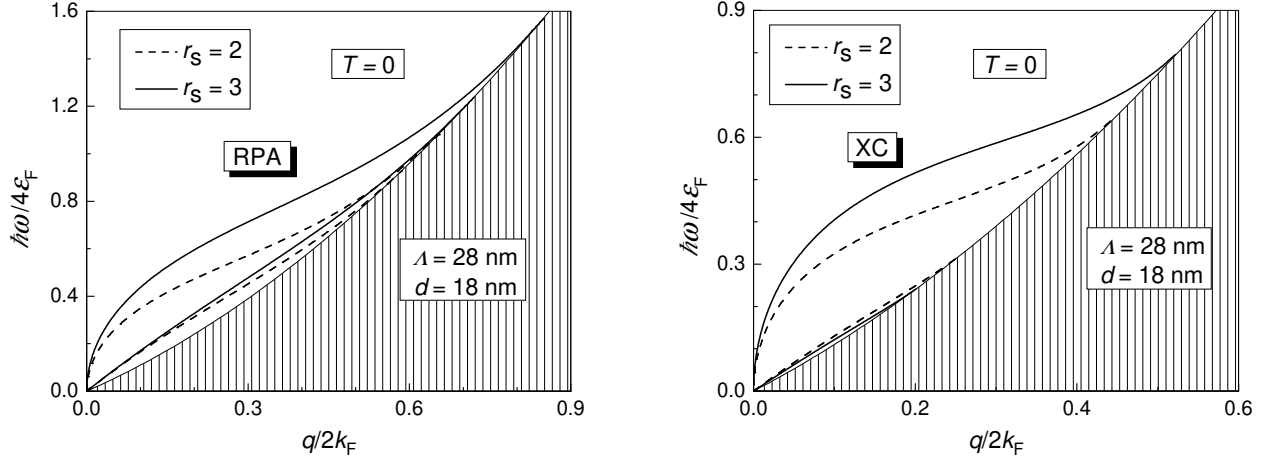 1.6
1.2
0.8
0.4
0.0
0.0
0.3
0.6
0.9
ħω/4ε_F
q/2k_F
r_s = 2
r_s = 3
T = 0
RPA
Λ = 28 nm
d = 18 nm
0.9
0.6
0.3
0.0
0.0
0.2
0.4
0.6
ħω/4ε_F
q/2k_F
r_s = 2
r_s = 3
T = 0
XC
Λ = 28 nm
d = 18 nm